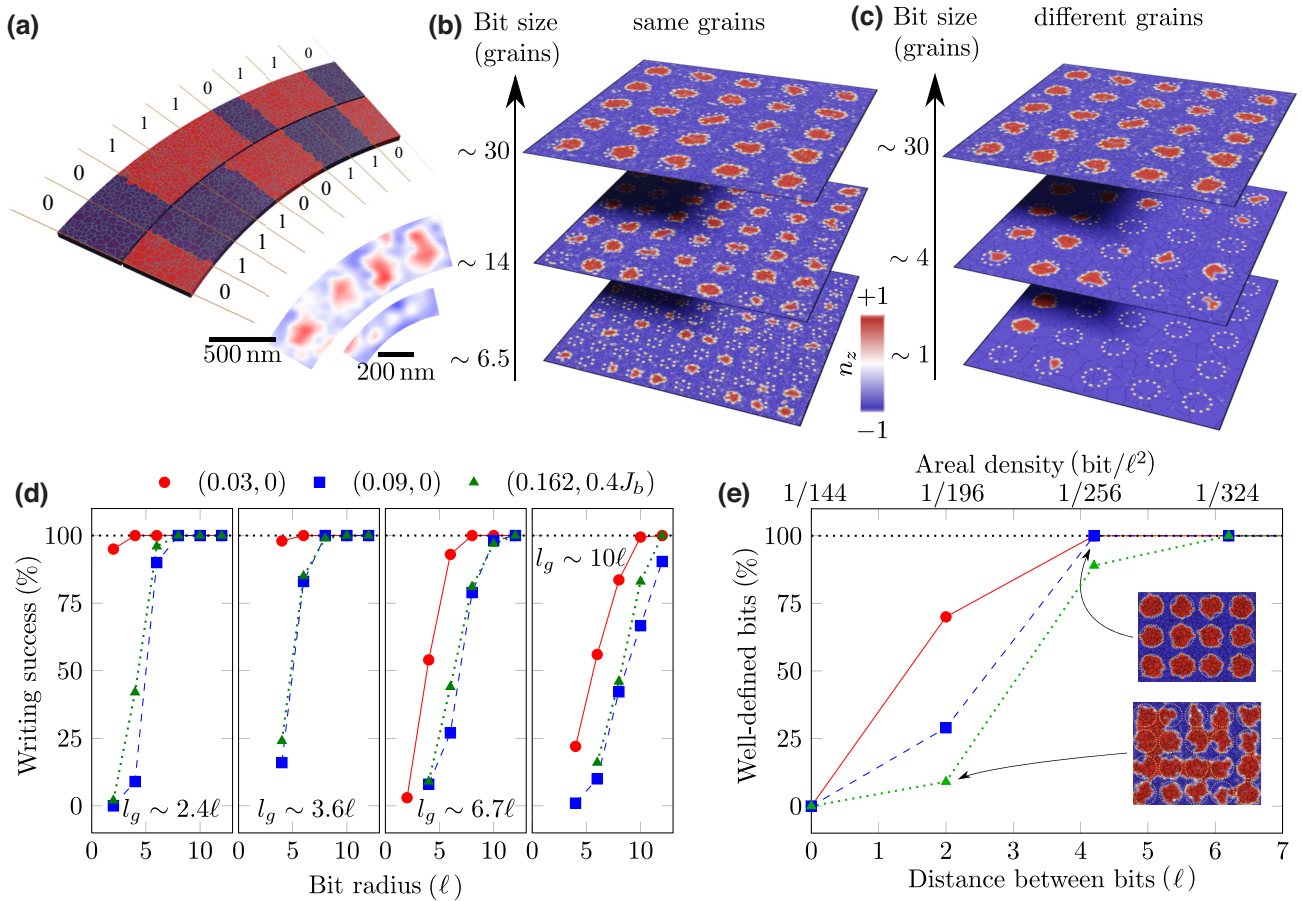 (a)
0
1
1
0
1
1
1
0
0
1
0
1
0
1
1
0
500 nm
200 nm
(b)
Bit size
(grains)
same grains
∼ 30
∼ 14
∼ 6.5
+1
n_z
−1
(c)
Bit size
(grains)
different grains
∼ 30
∼ 4
∼ 1
(d)
(0.03, 0)
(0.09, 0)
(0.162, 0.4J_b)
Writing success (%)
100
75
50
25
0
l_g ∼ 2.4ℓ
l_g ∼ 3.6ℓ
l_g ∼ 6.7ℓ
l_g ∼ 10ℓ
0 5 10
0 5 10
0 5 10
0 5 10
Bit radius (ℓ)
(e)
Areal density (bit/ℓ²)
1/144 1/196 1/256 1/324
Well-defined bits (%)
100
75
50
25
0
0 1 2 3 4 5 6 7
Distance between bits (ℓ)